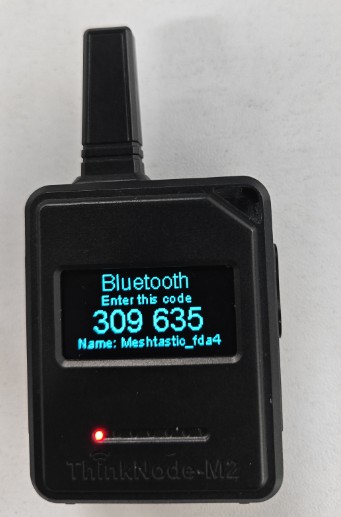 Bluetooth
Enter this code
309 635
Name: Meshtastic_fda4
ThinkNode-M2